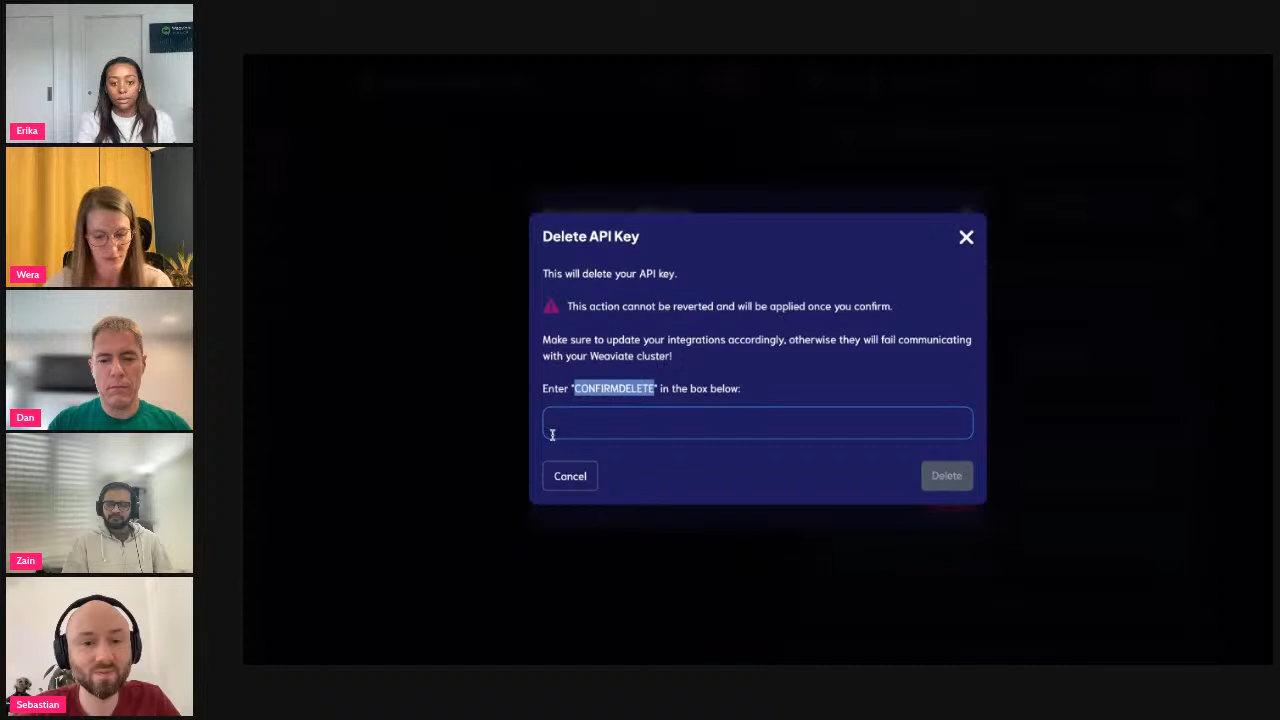 Weaviate
Erika
Wera
Dan
Zain
Sebastian
Delete API Key
This will delete your API key.
This action cannot be reverted and will be applied once you confirm.
Make sure to update your integrations accordingly, otherwise they will fail communicating
with your Weaviate cluster!
Enter "CONFIRMDELETE" in the box below:
Cancel
Delete